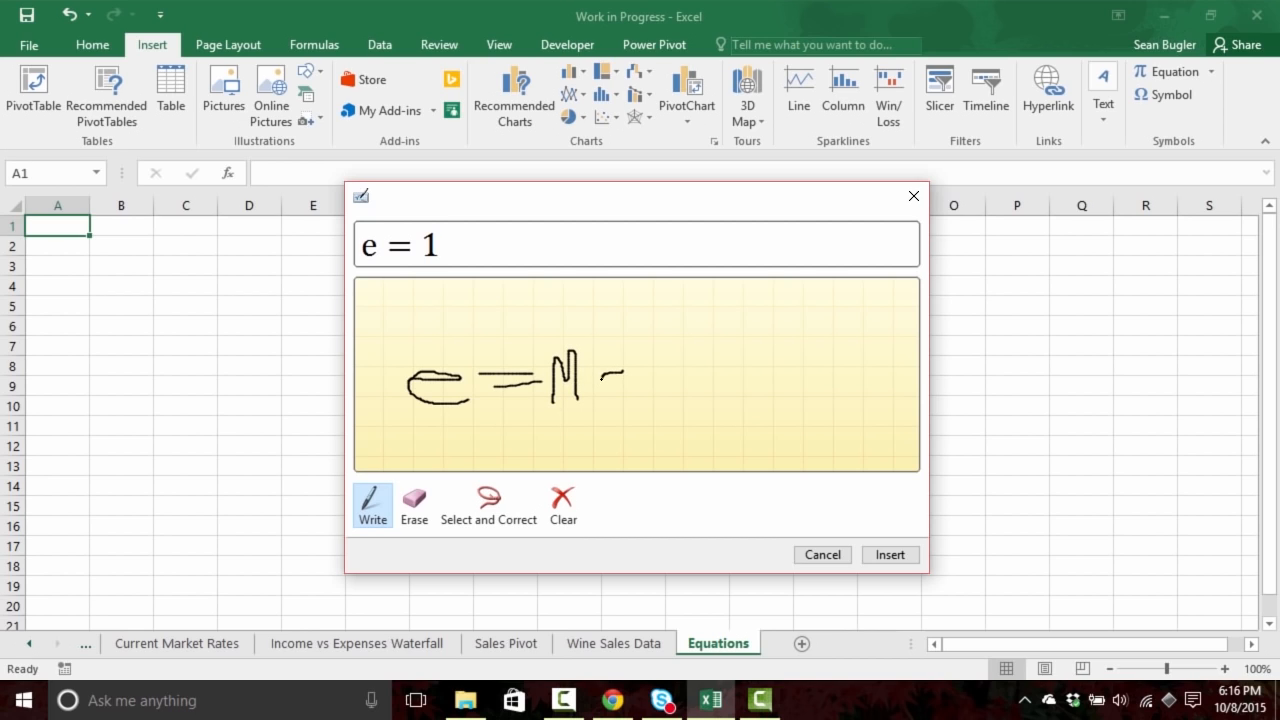 Work in Progress - Excel
File Home Insert Page Layout Formulas Data Review View Developer Power Pivot Tell me what you want to do... Sean Bugler Share
PivotTable Recommended PivotTables Table Pictures Online Pictures Store My Add-ins Recommended Charts PivotChart 3D Map Line Column Win/Loss Slicer Timeline Hyperlink Text π Equation Ω Symbol
Tables Illustrations Add-ins Charts Tours Sparklines Filters Links Symbols
A1 fx
A B C D E O P Q R S
e = 1
e = M
1
2
3
4
5
6
7
8
9
10
11
12
13
14
15
16
17
18
19
20
21
Write Erase Select and Correct Clear
Cancel Insert
... Current Market Rates Income vs Expenses Waterfall Sales Pivot Wine Sales Data Equations
Ready 100%
Ask me anything 6:16 PM
10/8/2015